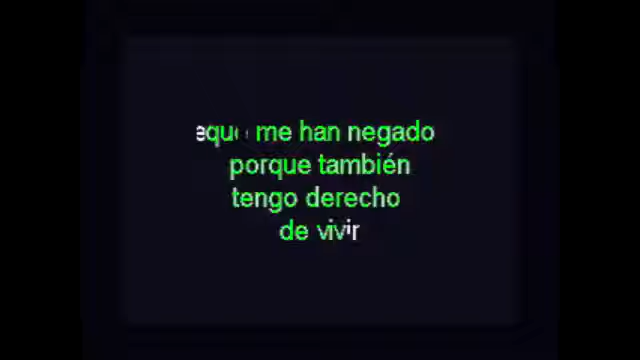 me han negado
porque también
tengo derecho
de vivir